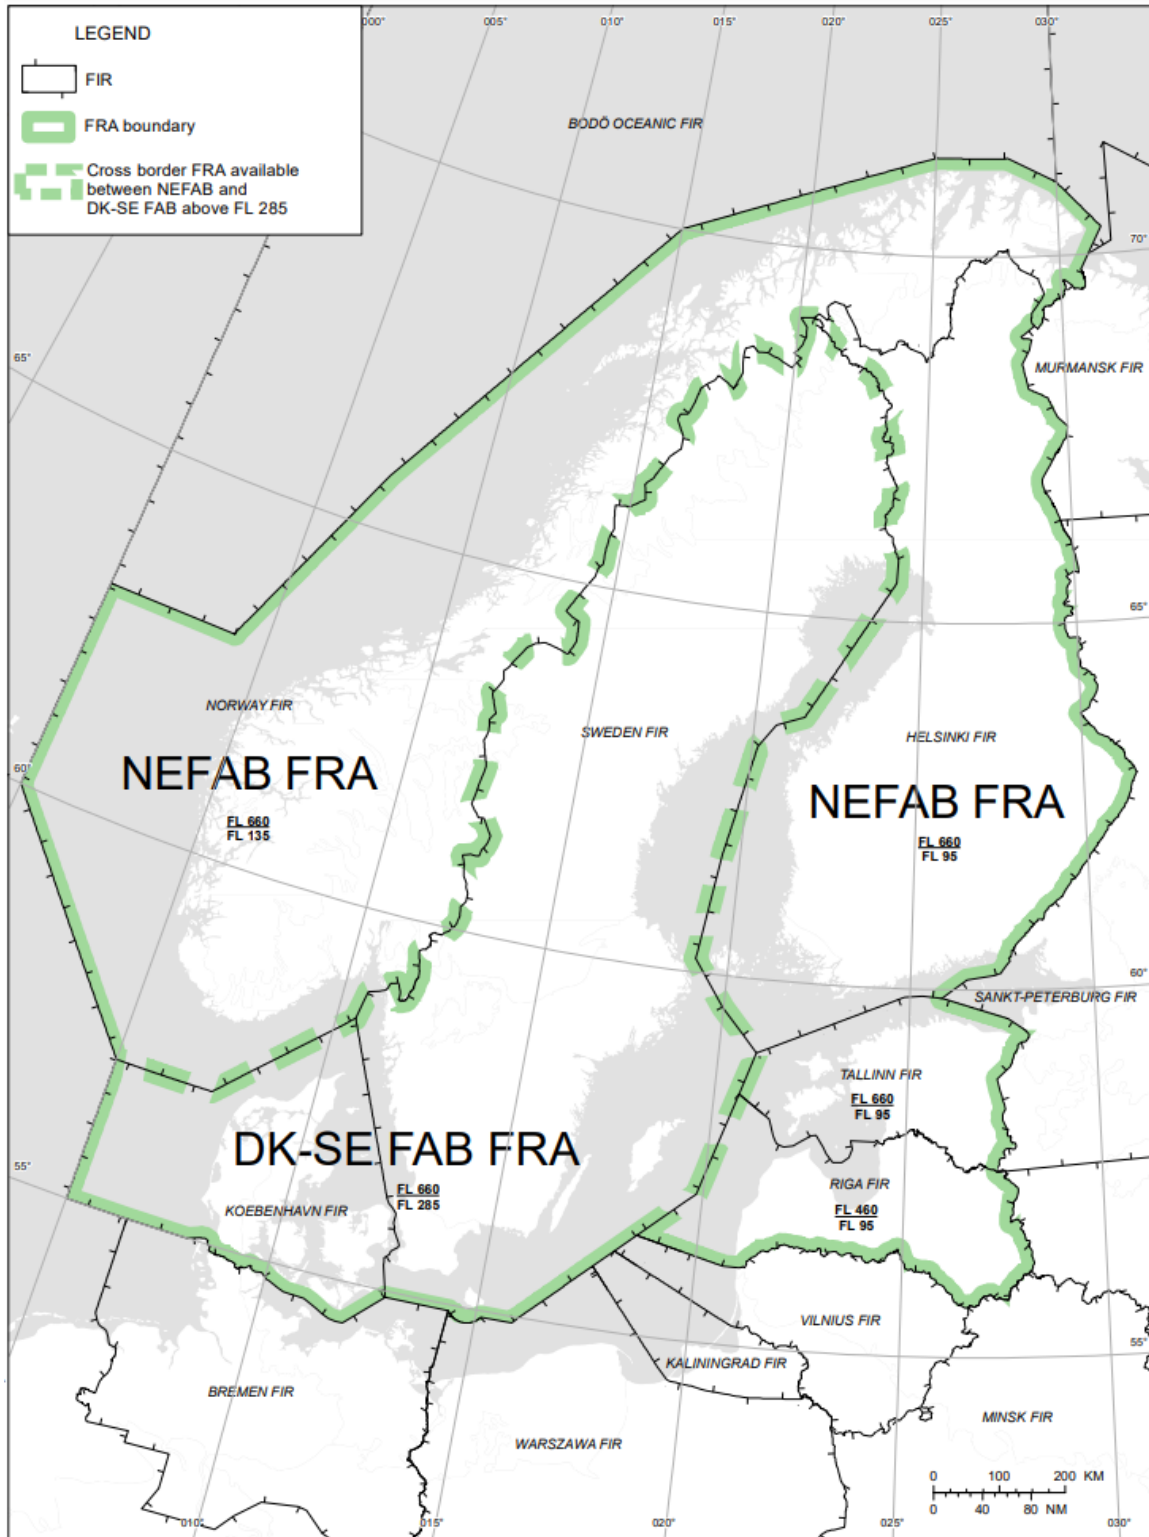 LEGEND
FIR
FRA boundary
Cross border FRA available
between NEFAB and
DK-SE FAB above FL 285
000°
005°
010°
015°
020°
025°
030°
BODÖ OCEANIC FIR
70°
65°
MURMANSK FIR
65°
NORWAY FIR
SWEDEN FIR
HELSINKI FIR
60°
NEFAB FRA
FL 660
FL 135
NEFAB FRA
FL 660
FL 95
60°
SANKT-PETERBURG FIR
TALLINN FIR
FL 660
FL 95
DK-SE FAB FRA
FL 660
FL 285
55°
RIGA FIR
FL 460
FL 95
KOEBENHAVN FIR
VILNIUS FIR
55°
KALININGRAD FIR
BREMEN FIR
MINSK FIR
WARSZAWA FIR
0 100 200 KM
0 40 80 NM
010°
015°
020°
025°
030°